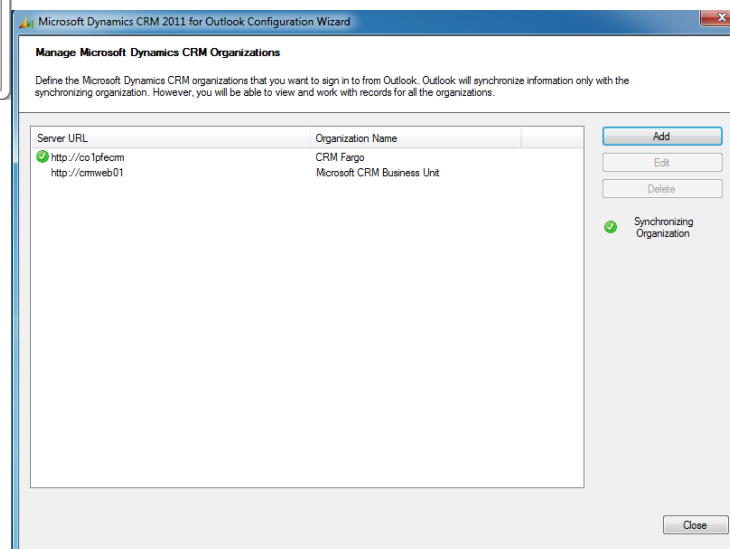 Microsoft Dynamics CRM 2011 for Outlook Configuration Wizard
Manage Microsoft Dynamics CRM Organizations
Define the Microsoft Dynamics CRM organizations that you want to sign in to from Outlook. Outlook will synchronize information only with the
synchronizing organization. However, you will be able to view and work with records for all the organizations.
Server URL Organization Name
http://co1pfecrm CRM Fargo
http://crmweb01 Microsoft CRM Business Unit
Add
Edit
Delete
Synchronizing
Organization
Close